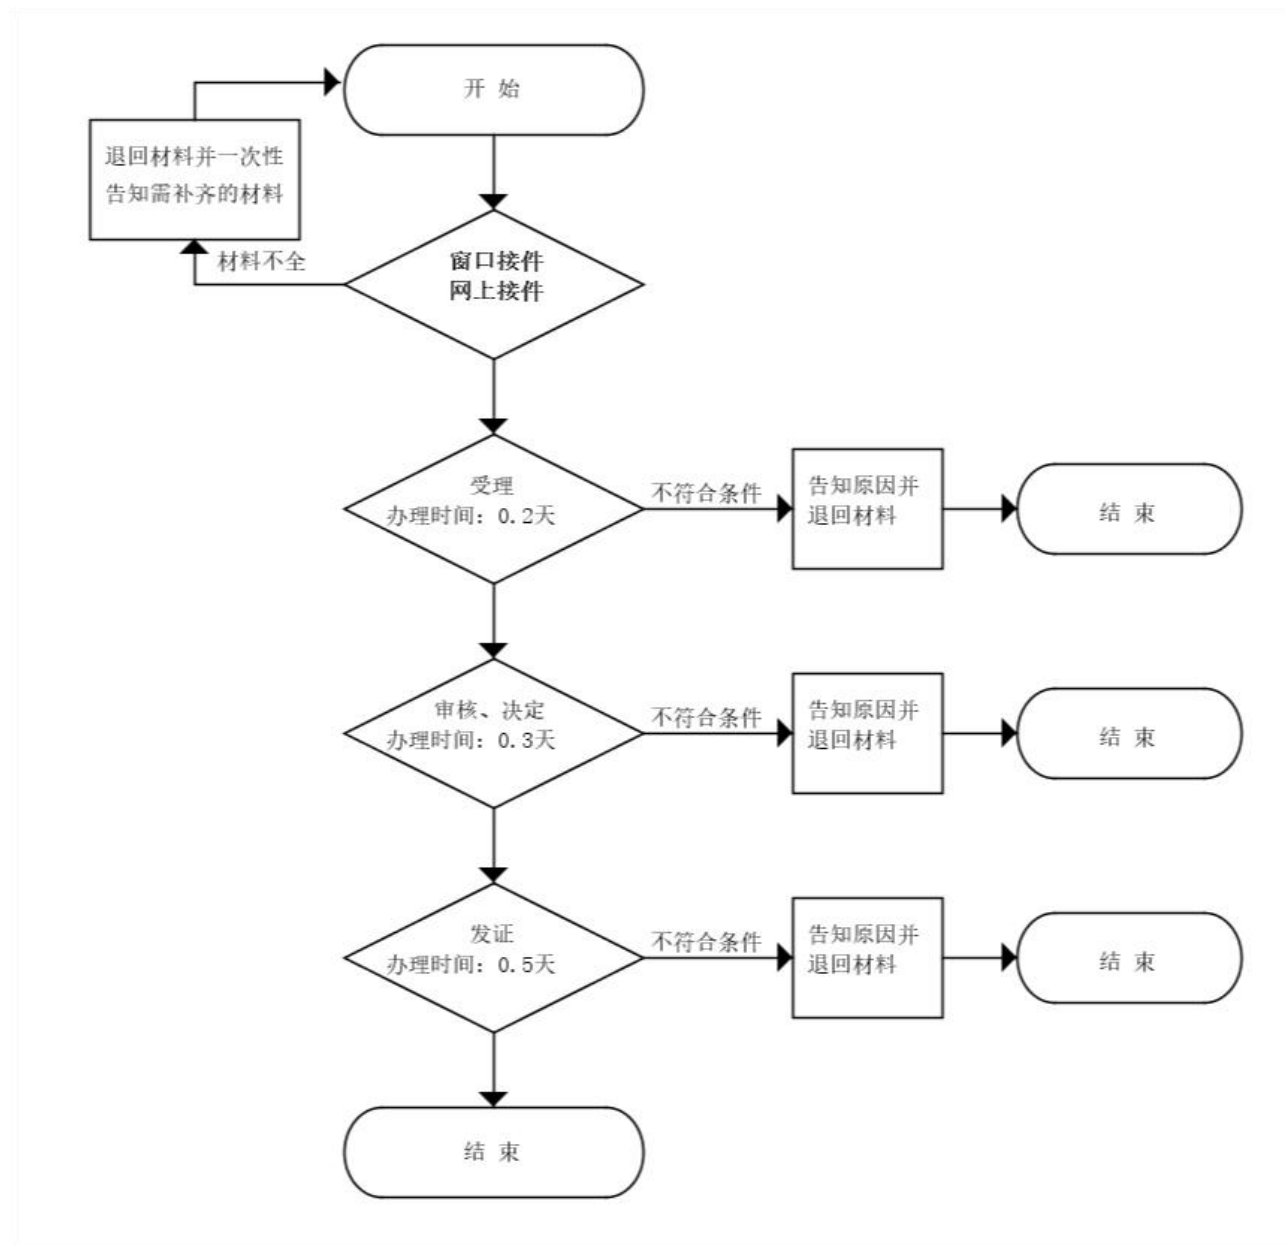 开 始
退回材料并一次性
告知需补齐的材料
材料不全
窗口接件
网上接件
受理
办理时间：0.2天
不符合条件
告知原因并
退回材料
结 束
审核、决定
办理时间：0.3天
不符合条件
告知原因并
退回材料
结 束
发证
办理时间：0.5天
不符合条件
告知原因并
退回材料
结 束
结 束